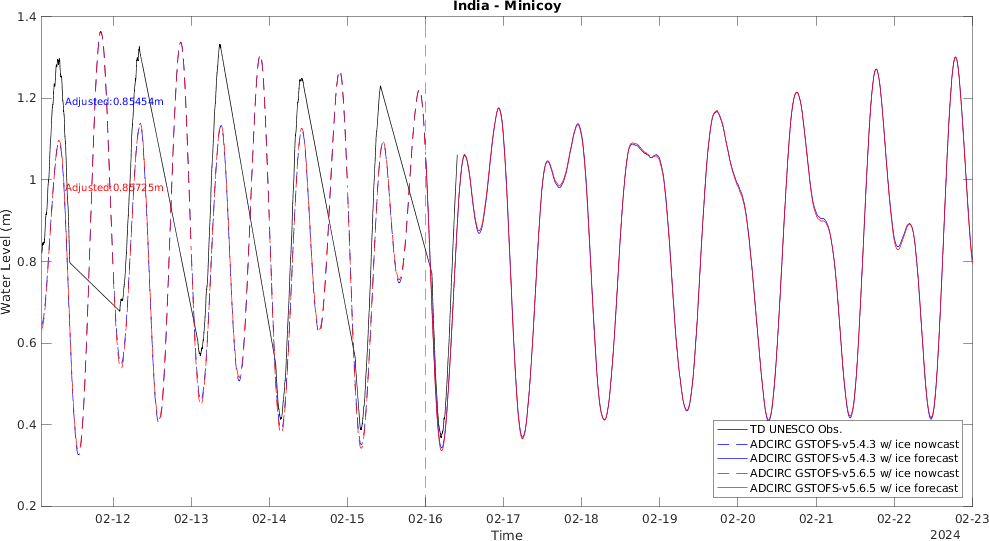 India - Minicoy
1.4
1.2
1
0.8
0.6
0.4
0.2
Water Level (m)
Adjusted:0.85454m
Adjusted:0.85725m
TD UNESCO Obs.
ADCIRC GSTOFS-v5.4.3 w/ ice nowcast
ADCIRC GSTOFS-v5.4.3 w/ ice forecast
ADCIRC GSTOFS-v5.6.5 w/ ice nowcast
ADCIRC GSTOFS-v5.6.5 w/ ice forecast
02-12 02-13 02-14 02-15 02-16 02-17 02-18 02-19 02-20 02-21 02-22 02-23
Time
2024